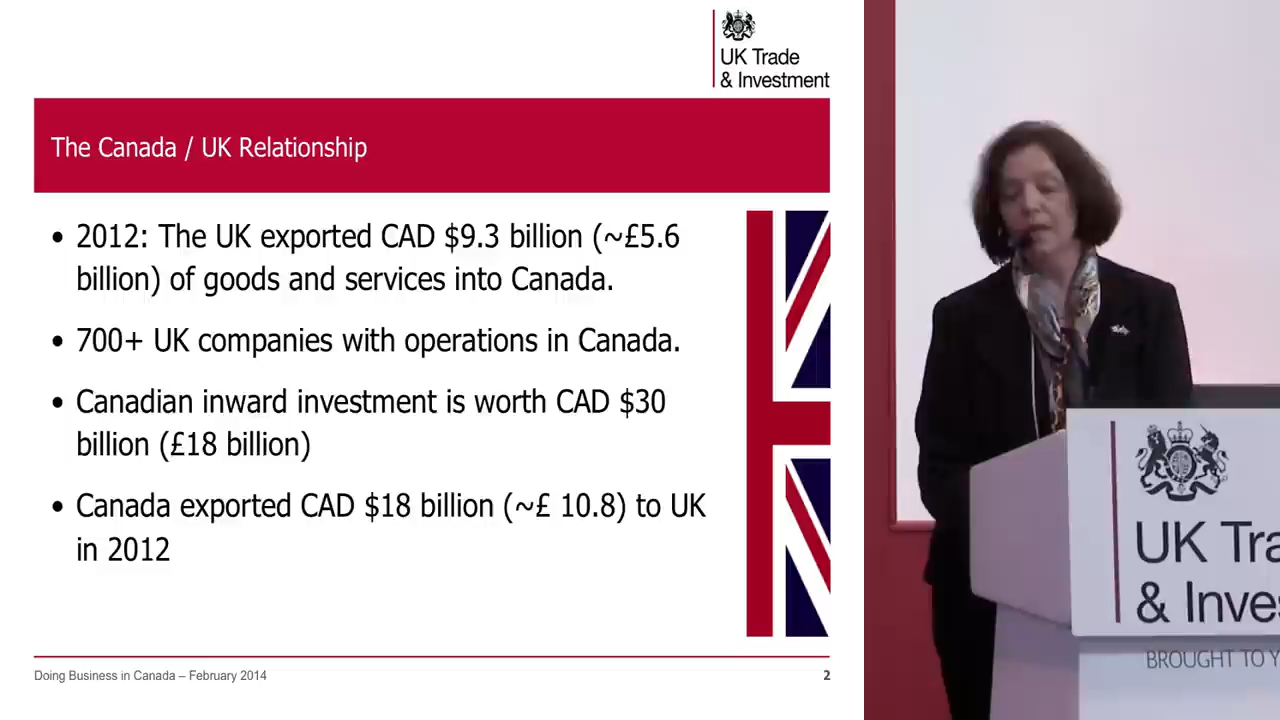 UK Trade
& Investment
The Canada / UK Relationship
• 2012: The UK exported CAD $9.3 billion (~£5.6
billion) of goods and services into Canada.
• 700+ UK companies with operations in Canada.
• Canadian inward investment is worth CAD $30
billion (£18 billion)
• Canada exported CAD $18 billion (~£ 10.8) to UK
in 2012
Doing Business in Canada – February 2014
2
UK Tra
& Inves
BROUGHT TO Y